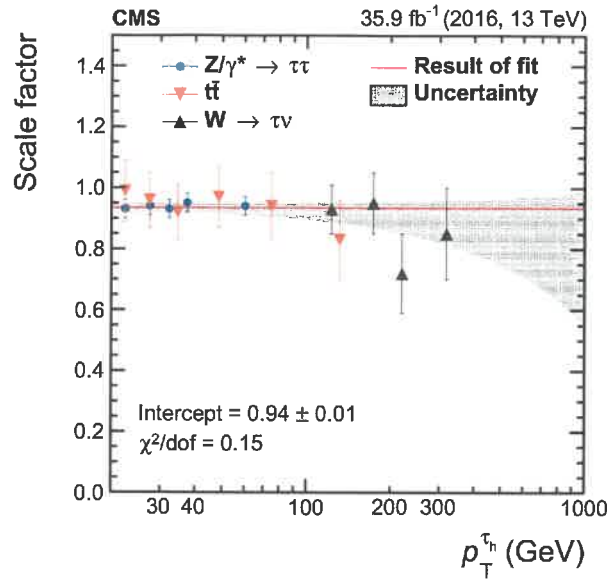 CMS 35.9 fb⁻¹ (2016, 13 TeV)
Scale factor
1.4
1.2
1.0
0.8
0.6
0.4
0.2
0.0
Z/γ* → ττ
tt̄
W → τν
Result of fit
Uncertainty
Intercept = 0.94 ± 0.01
χ²/dof = 0.15
30 40 100 200 300 1000
p_T^{τ_h} (GeV)